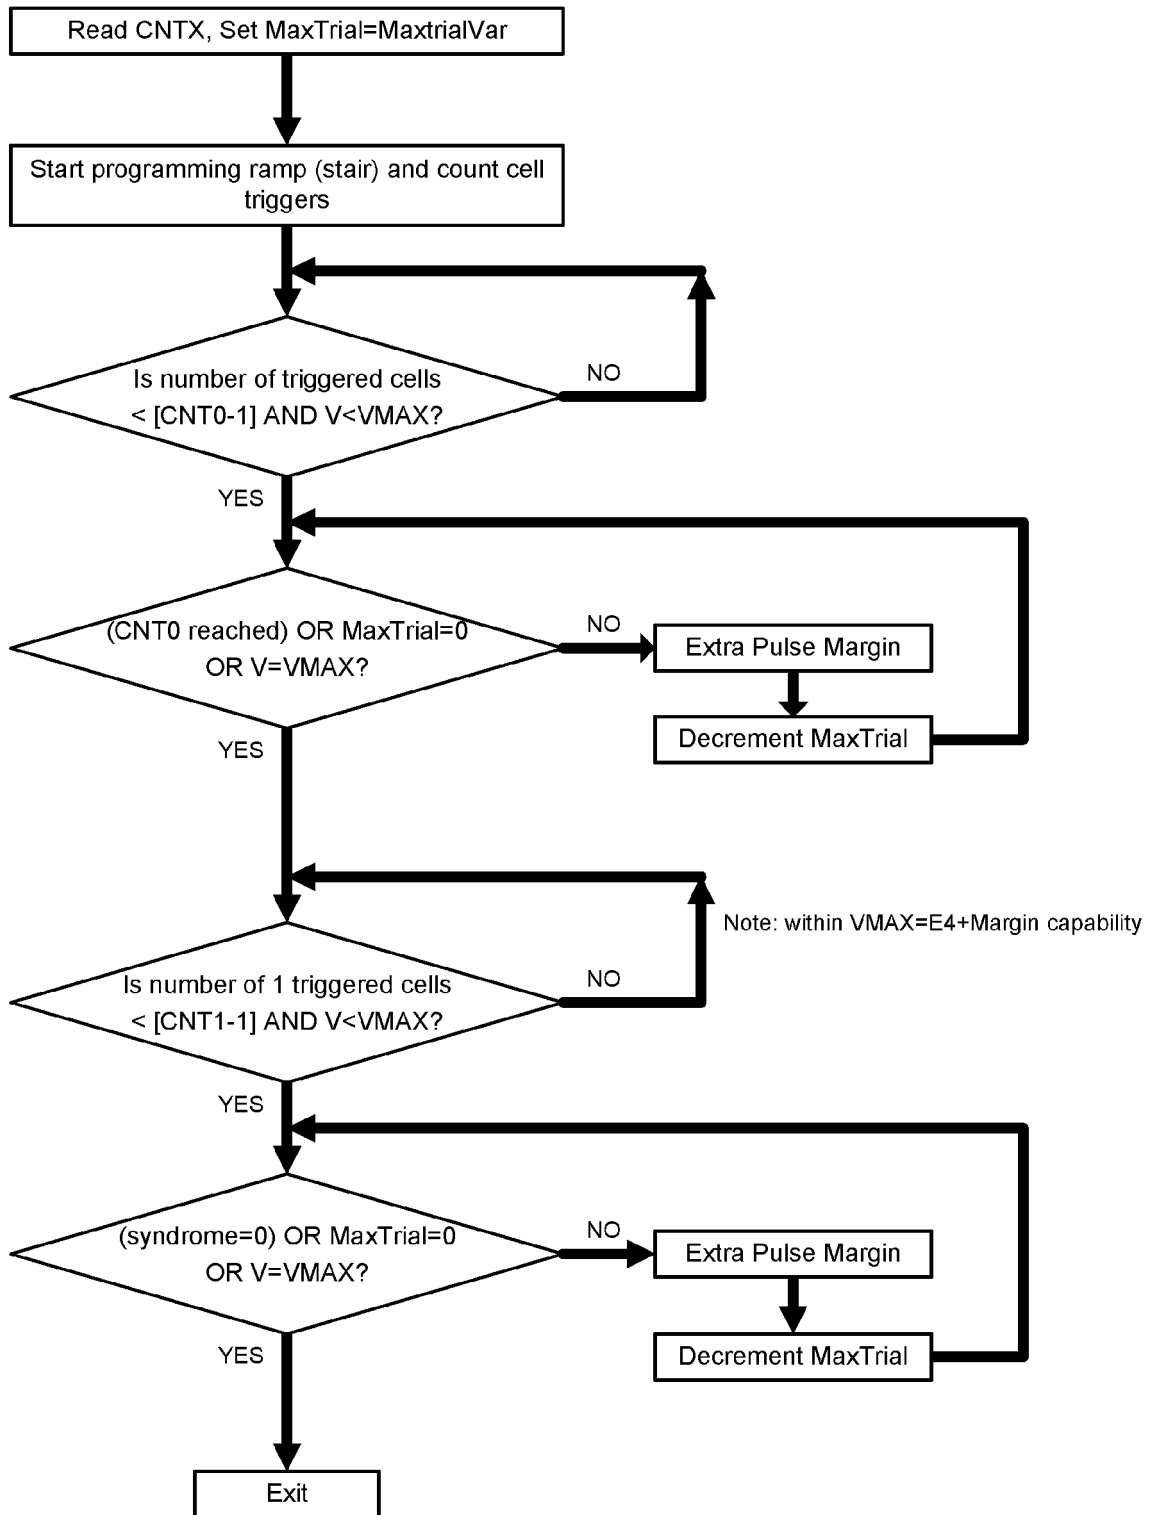 Read CNTX, Set MaxTrial=MaxtrialVar
Start programming ramp (stair) and count cell
triggers
Is number of triggered cells
< [CNT0-1] AND V<VMAX?
NO
YES
(CNT0 reached) OR MaxTrial=0
OR V=VMAX?
NO
Extra Pulse Margin
Decrement MaxTrial
YES
Note: within VMAX=E4+Margin capability
Is number of 1 triggered cells
< [CNT1-1] AND V<VMAX?
NO
YES
(syndrome=0) OR MaxTrial=0
OR V=VMAX?
NO
Extra Pulse Margin
Decrement MaxTrial
YES
Exit